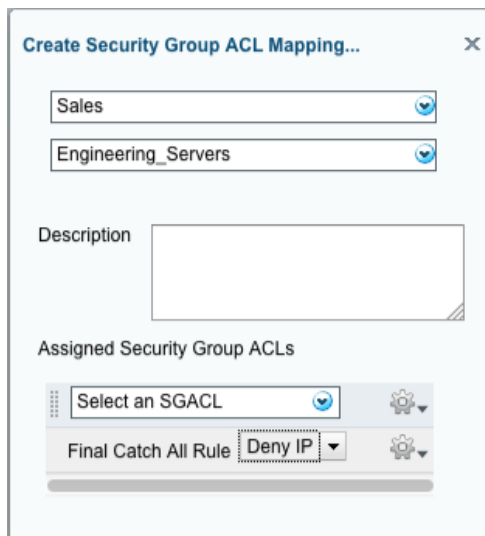 Create Security Group ACL Mapping...
Sales
Engineering_Servers
Description
Assigned Security Group ACLs
Select an SGACL
Final Catch All Rule Deny IP